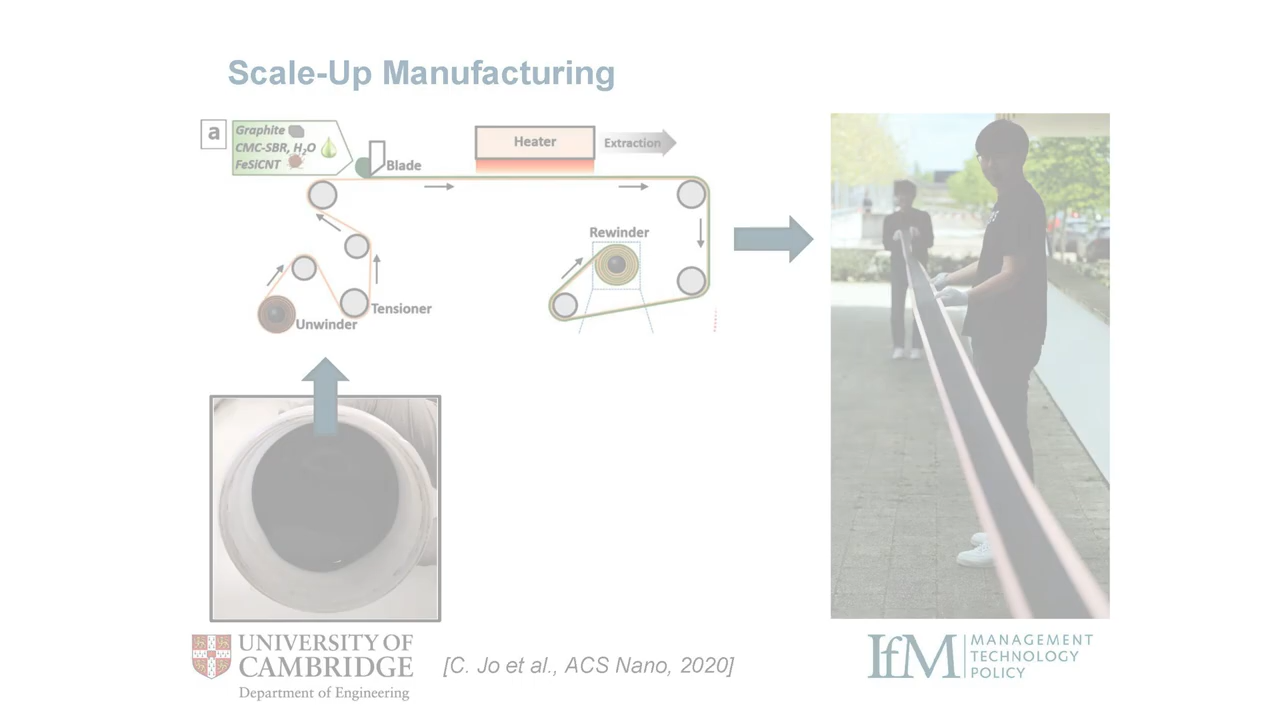 Scale-Up Manufacturing
a
Graphite
CMC-SBR, H₂O
FeSiCNT
Blade
Heater
Extraction
Rewinder
Tensioner
Unwinder
UNIVERSITY OF
CAMBRIDGE
Department of Engineering
[C. Jo et al., ACS Nano, 2020]
IfM
MANAGEMENT
TECHNOLOGY
POLICY